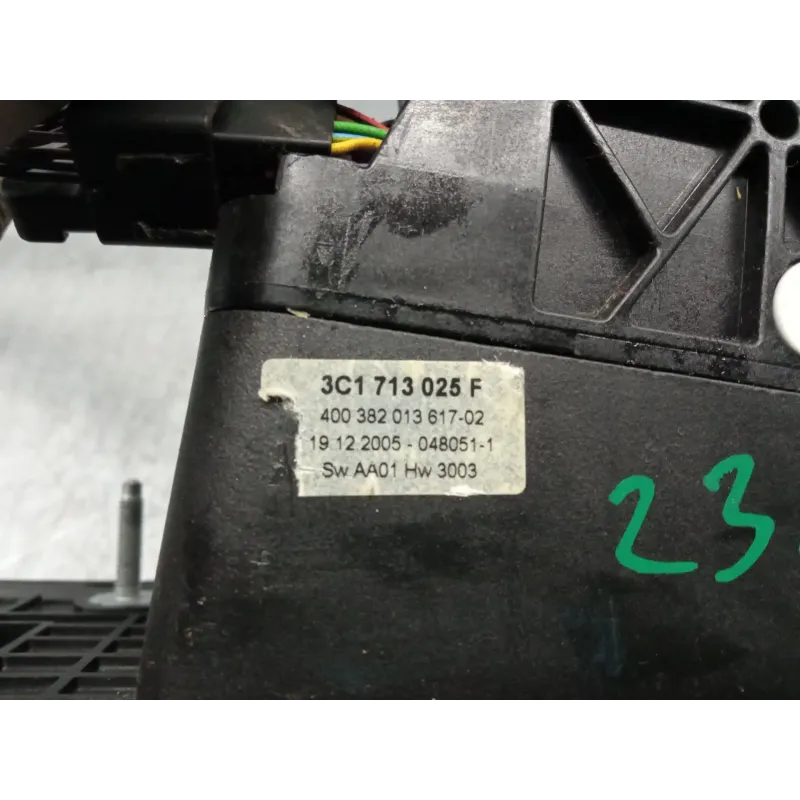 3C1 713 025 F
400 382 013 617-02
19.12.2005 - 048051-1
Sw AA01 Hw 3003
23